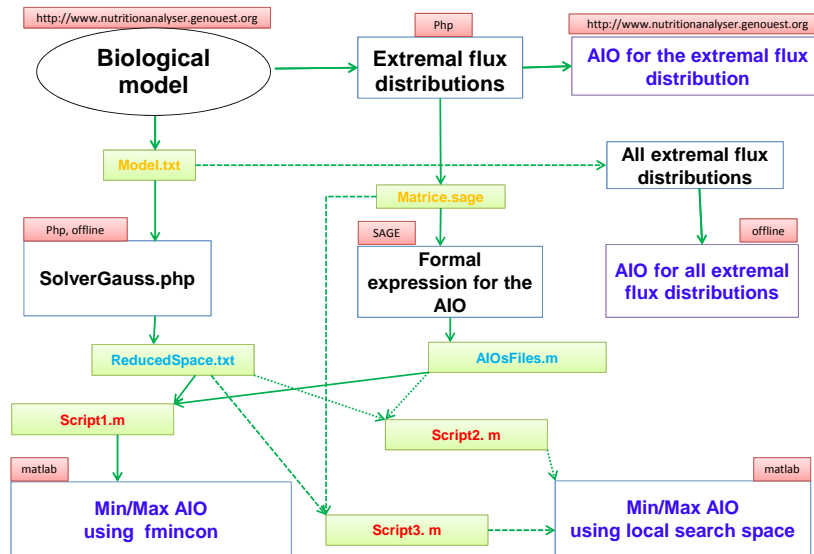 http://www.nutritionanalyser.genouest.org
Php
http://www.nutritionanalyser.genouest.org
Biological
model
Extremal flux
distributions
AIO for the extremal flux
distribution
Model.txt
All extremal flux
distributions
Matrice.sage
Php, offline
SAGE
offline
SolverGauss.php
Formal
expression for the
AIO
AIO for all extremal
flux distributions
ReducedSpace.txt
AIOsFiles.m
Script1.m
Script2. m
matlab
matlab
Min/Max AIO
using fmincon
Script3. m
Min/Max AIO
using local search space